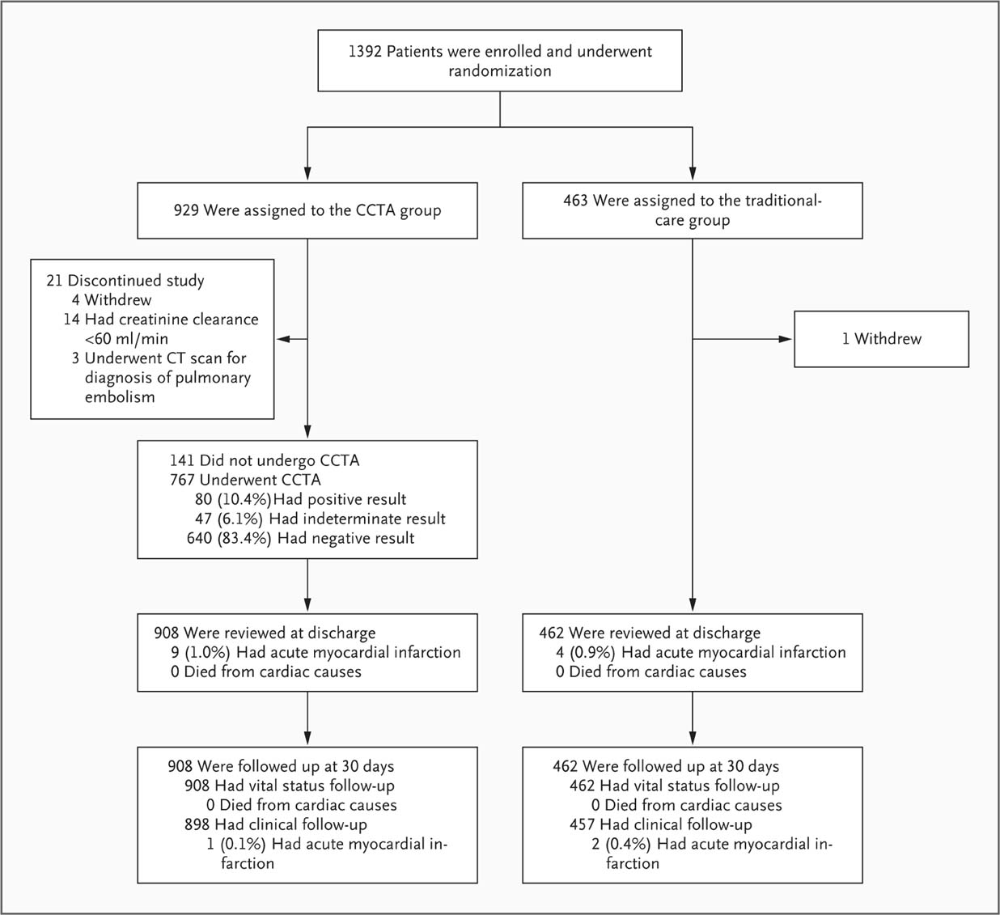 1392 Patients were enrolled and underwent
randomization
929 Were assigned to the CCTA group
463 Were assigned to the traditional-
care group
21 Discontinued study
4 Withdrew
14 Had creatinine clearance
<60 ml/min
3 Underwent CT scan for
diagnosis of pulmonary
embolism
1 Withdrew
141 Did not undergo CCTA
767 Underwent CCTA
80 (10.4%)Had positive result
47 (6.1%) Had indeterminate result
640 (83.4%) Had negative result
908 Were reviewed at discharge
9 (1.0%) Had acute myocardial infarction
0 Died from cardiac causes
462 Were reviewed at discharge
4 (0.9%) Had acute myocardial infarction
0 Died from cardiac causes
908 Were followed up at 30 days
908 Had vital status follow-up
0 Died from cardiac causes
898 Had clinical follow-up
1 (0.1%) Had acute myocardial in-
farction
462 Were followed up at 30 days
462 Had vital status follow-up
0 Died from cardiac causes
457 Had clinical follow-up
2 (0.4%) Had acute myocardial in-
farction